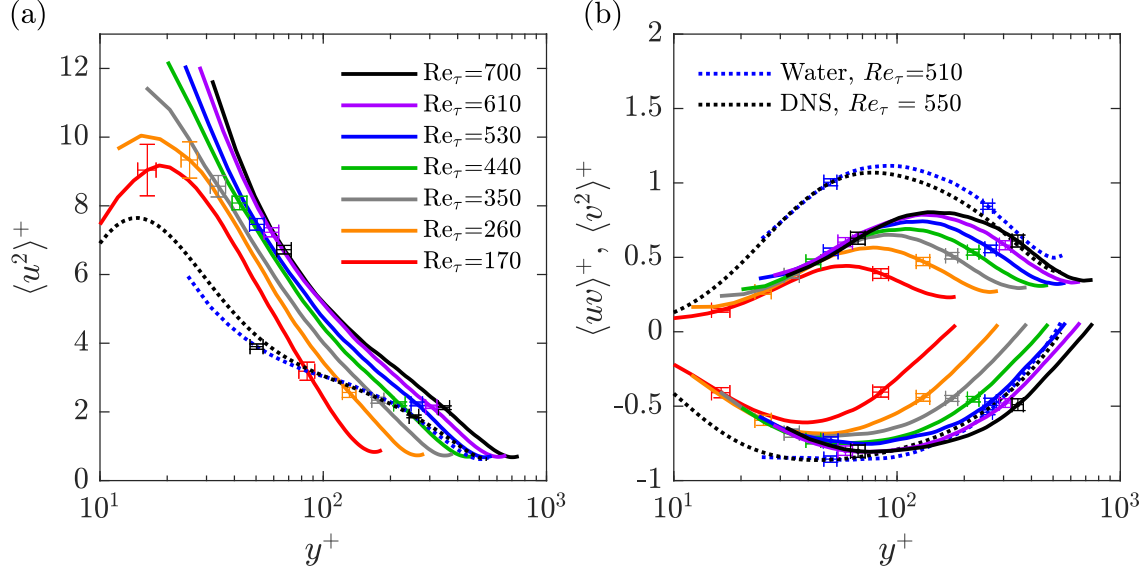 (a)
12
10
8
6
4
2
0
⟨u²⟩⁺
10¹
10²
10³
y⁺
Re_τ=700
Re_τ=610
Re_τ=530
Re_τ=440
Re_τ=350
Re_τ=260
Re_τ=170
(b)
2
1.5
1
0.5
0
-0.5
-1
⟨uv⟩⁺, ⟨v²⟩⁺
10¹
10²
10³
y⁺
Water, Re_τ=510
DNS, Re_τ = 550